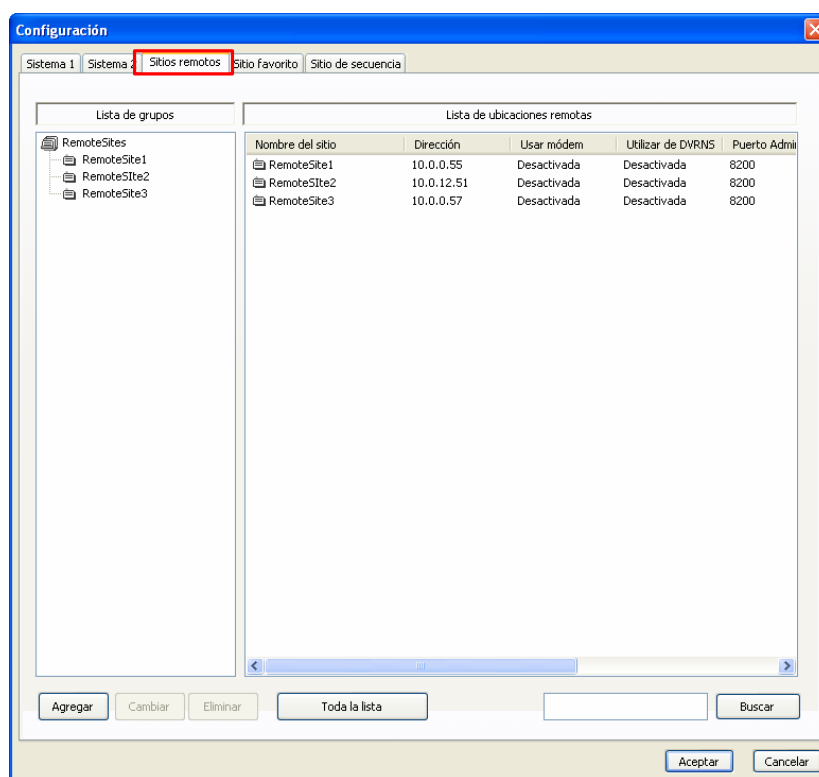 Configuración
Sistema 1 Sistema 2 Sitios remotos Sitio favorito Sitio de secuencia
Lista de grupos Lista de ubicaciones remotas
RemoteSites
RemoteSite1
RemoteSIte2
RemoteSite3
Nombre del sitio Dirección Usar módem Utilizar de DVRNS Puerto Admi
RemoteSite1 10.0.0.55 Desactivada Desactivada 8200
RemoteSIte2 10.0.12.51 Desactivada Desactivada 8200
RemoteSite3 10.0.0.57 Desactivada Desactivada 8200
Agregar Cambiar Eliminar Toda la lista Buscar
Aceptar Cancelar